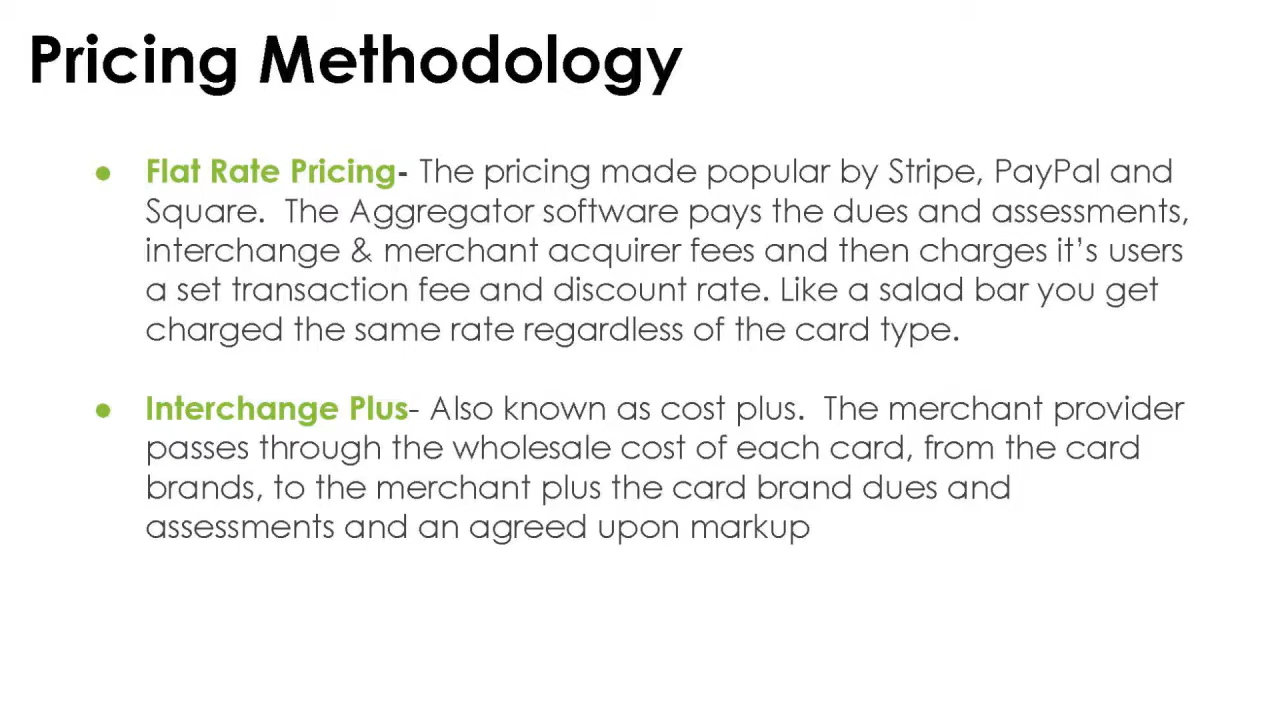 Pricing Methodology
● Flat Rate Pricing- The pricing made popular by Stripe, PayPal and
Square.  The Aggregator software pays the dues and assessments,
interchange & merchant acquirer fees and then charges it’s users
a set transaction fee and discount rate. Like a salad bar you get
charged the same rate regardless of the card type.
● Interchange Plus- Also known as cost plus.  The merchant provider
passes through the wholesale cost of each card, from the card
brands, to the merchant plus the card brand dues and
assessments and an agreed upon markup